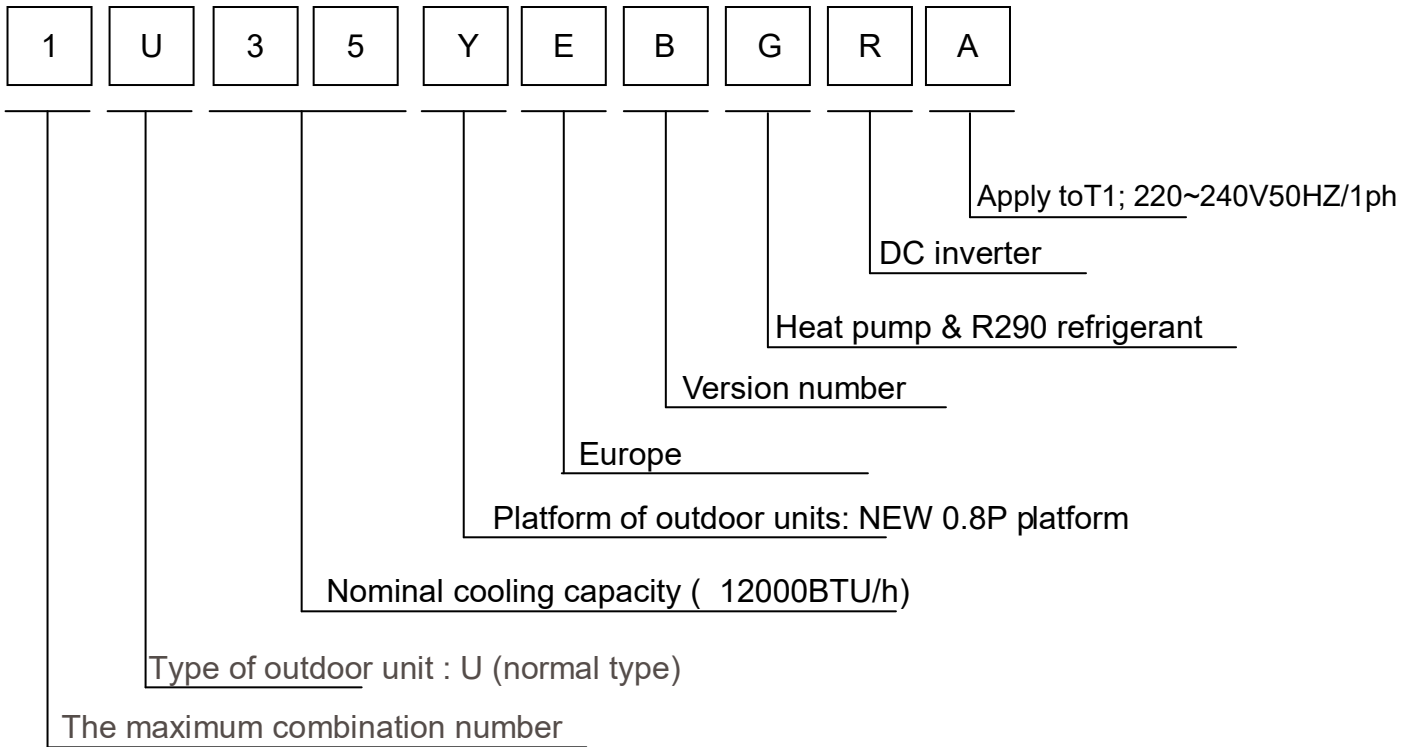 1 U 3 5 Y E B G R A
Apply toT1; 220~240V50HZ/1ph
DC inverter
Heat pump & R290 refrigerant
Version number
Europe
Platform of outdoor units: NEW 0.8P platform
Nominal cooling capacity ( 12000BTU/h)
Type of outdoor unit : U (normal type)
The maximum combination number